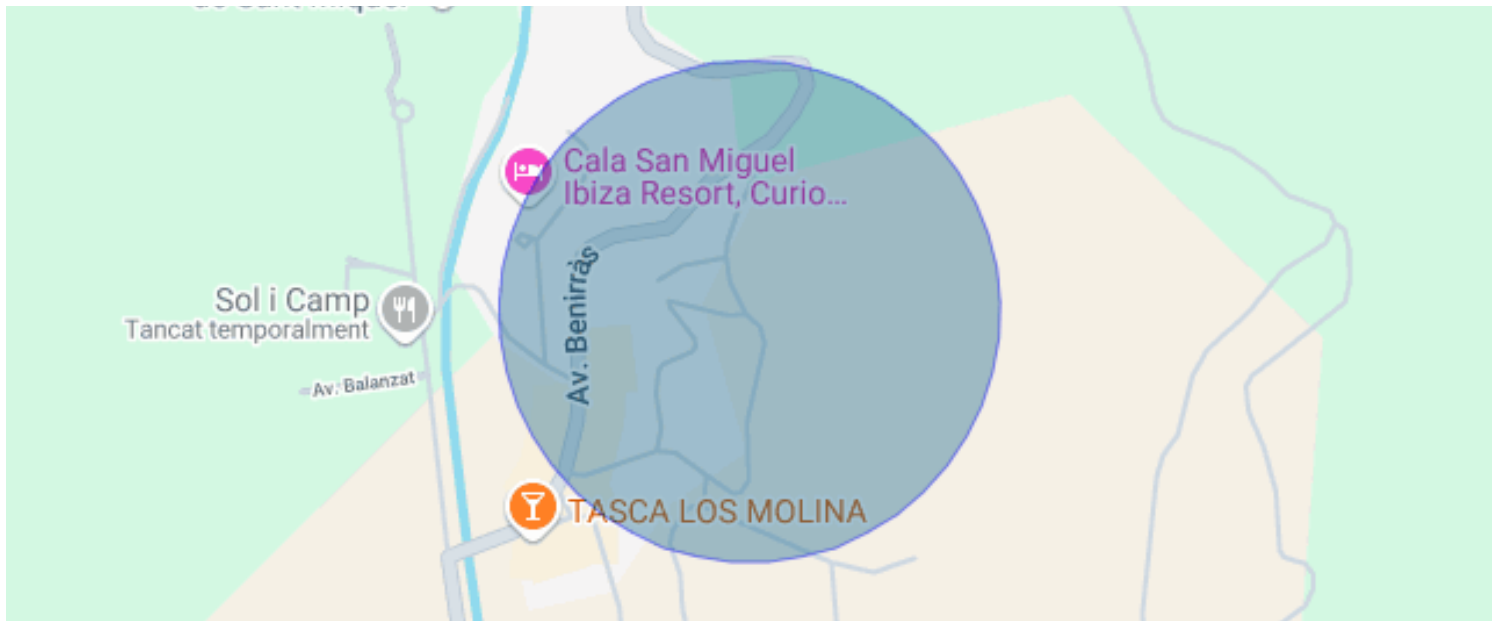 Cala San Miguel
Ibiza Resort, Curio...
Av. Benirràs
Sol i Camp
Tancat temporalment
Av. Balanzat
TASCA LOS MOLINA